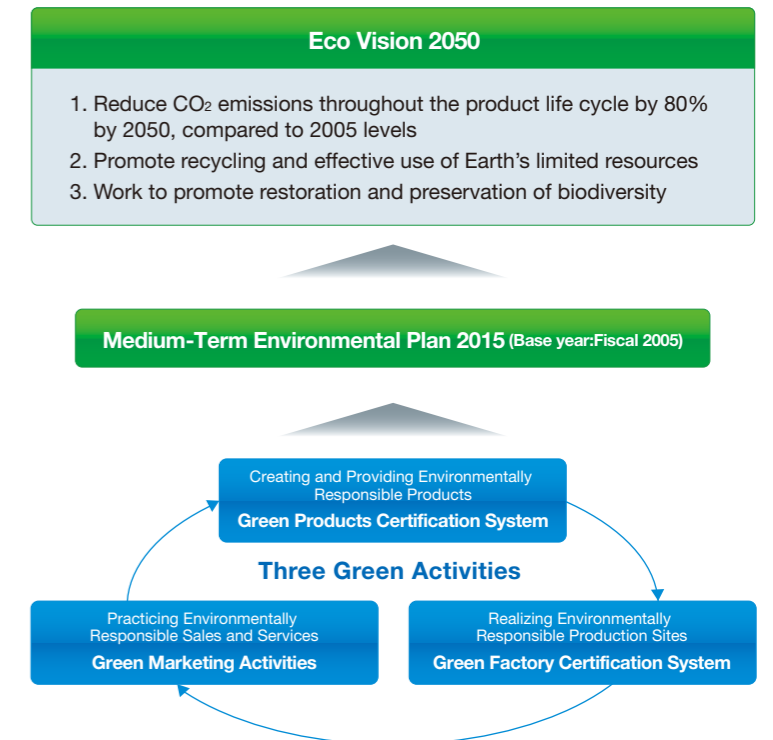 Eco Vision 2050
1. Reduce CO₂ emissions throughout the product life cycle by 80%
by 2050, compared to 2005 levels
2. Promote recycling and effective use of Earth's limited resources
3. Work to promote restoration and preservation of biodiversity
Medium-Term Environmental Plan 2015 (Base year:Fiscal 2005)
Creating and Providing Environmentally
Responsible Products
Green Products Certification System
Three Green Activities
Practicing Environmentally
Responsible Sales and Services
Green Marketing Activities
Realizing Environmentally
Responsible Production Sites
Green Factory Certification System